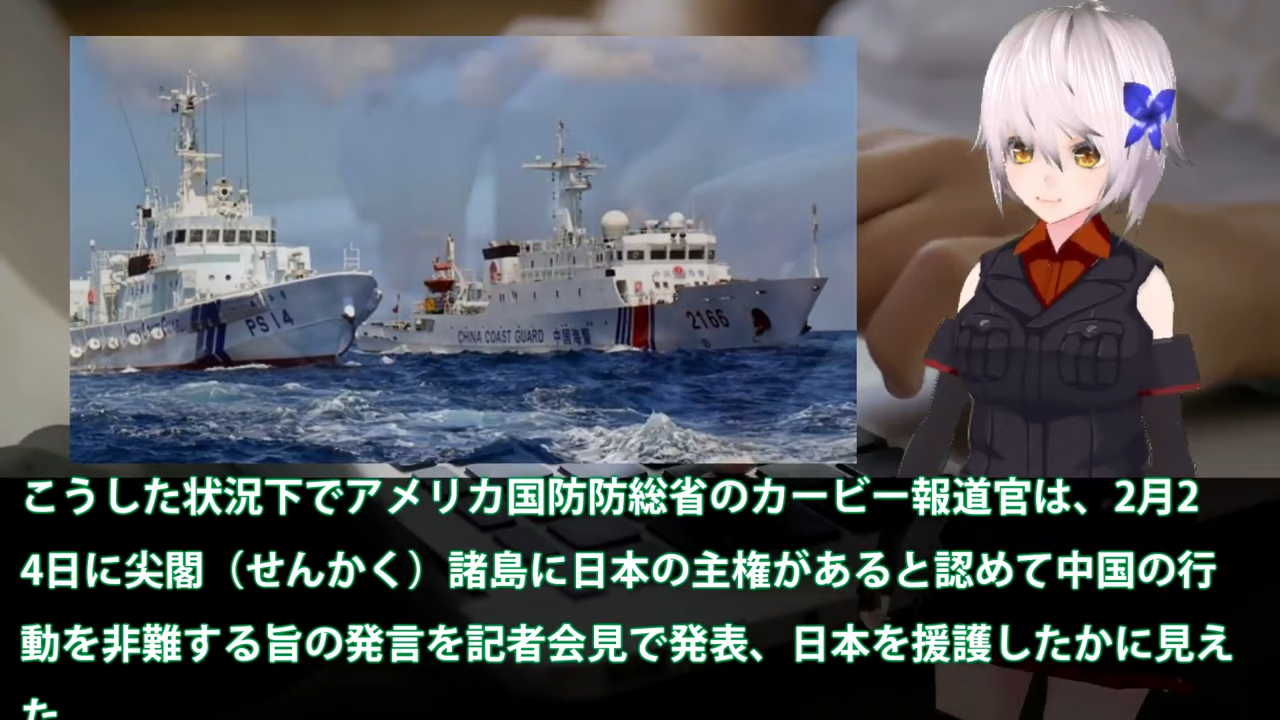 PS14
CHINA COAST GUARD 中国海警
2166
こうした状況下でアメリカ国防防総省のカービー報道官は、2月2
4日に尖閣（せんかく）諸島に日本の主権があると認めて中国の行
動を非難する旨の発言を記者会見で発表、日本を援護したかに見え
た